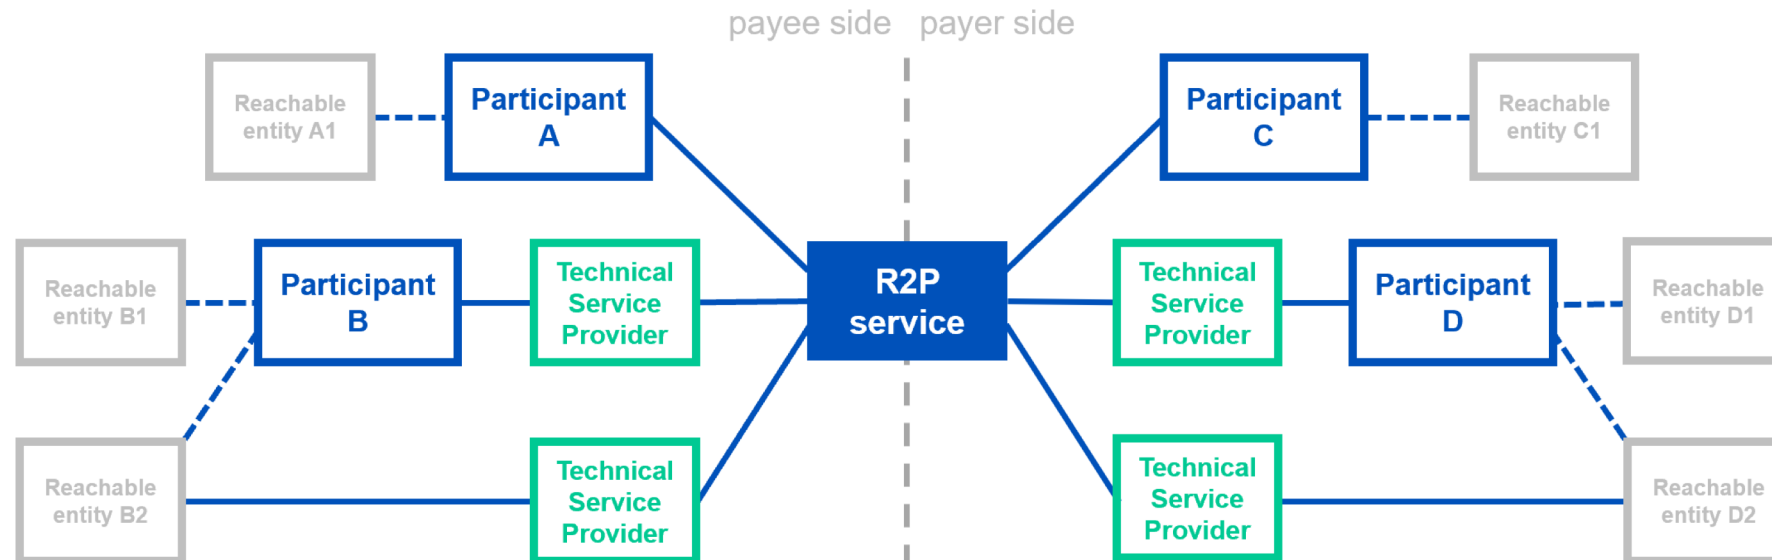 payee side
payer side
Reachable
entity A1
Participant
A
Participant
C
Reachable
entity C1
Reachable
entity B1
Participant
B
Technical
Service
Provider
R2P
service
Technical
Service
Provider
Participant
D
Reachable
entity D1
Reachable
entity B2
Technical
Service
Provider
Technical
Service
Provider
Reachable
entity D2